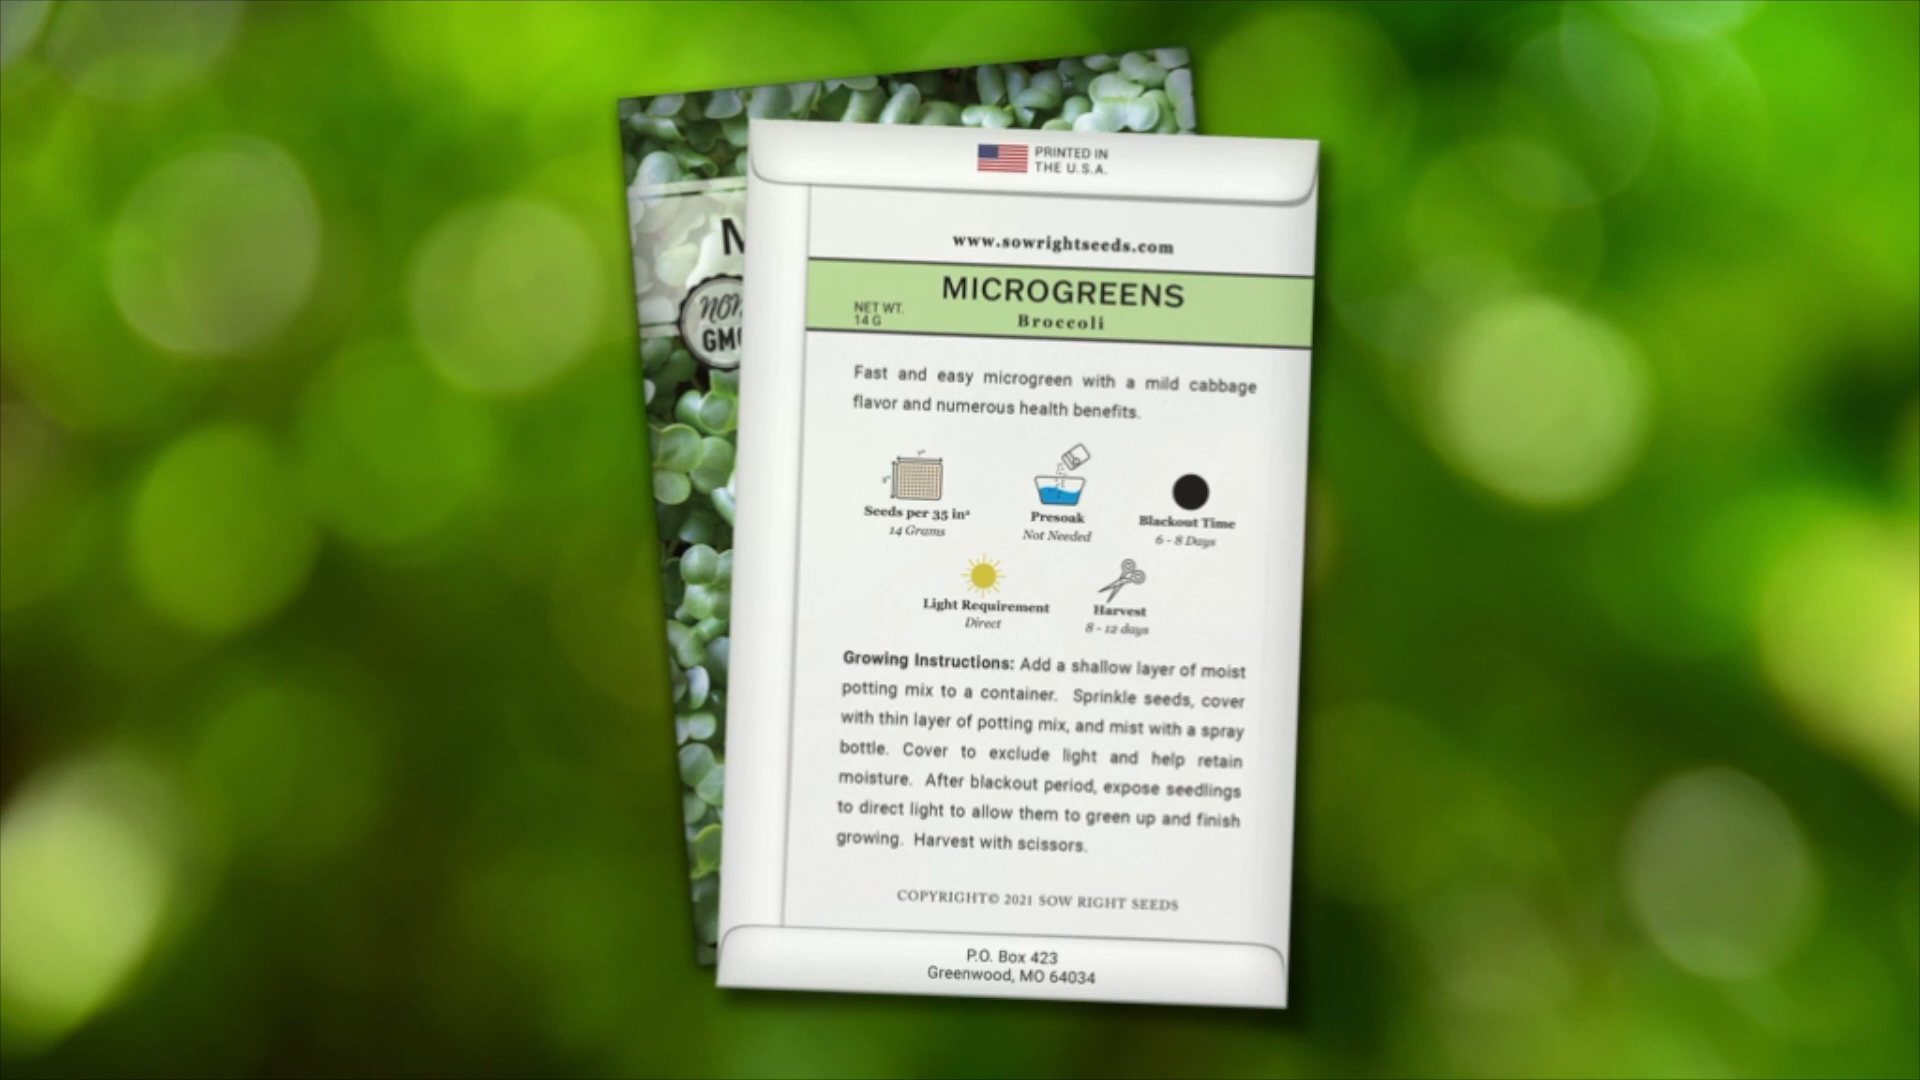 PRINTED IN
THE U.S.A.
www.sowrightseeds.com
MICROGREENS
NET WT.
14 G
Broccoli
Fast and easy microgreen with a mild cabbage
flavor and numerous health benefits.
Seeds per 35 in²
14 Grams
Presoak
Not Needed
Blackout Time
6 - 8 Days
Light Requirement
Direct
Harvest
8 - 12 days
Growing Instructions: Add a shallow layer of moist
potting mix to a container. Sprinkle seeds, cover
with thin layer of potting mix, and mist with a spray
bottle. Cover to exclude light and help retain
moisture. After blackout period, expose seedlings
to direct light to allow them to green up and finish
growing. Harvest with scissors.
COPYRIGHT© 2021 SOW RIGHT SEEDS
P.O. Box 423
Greenwood, MO 64034